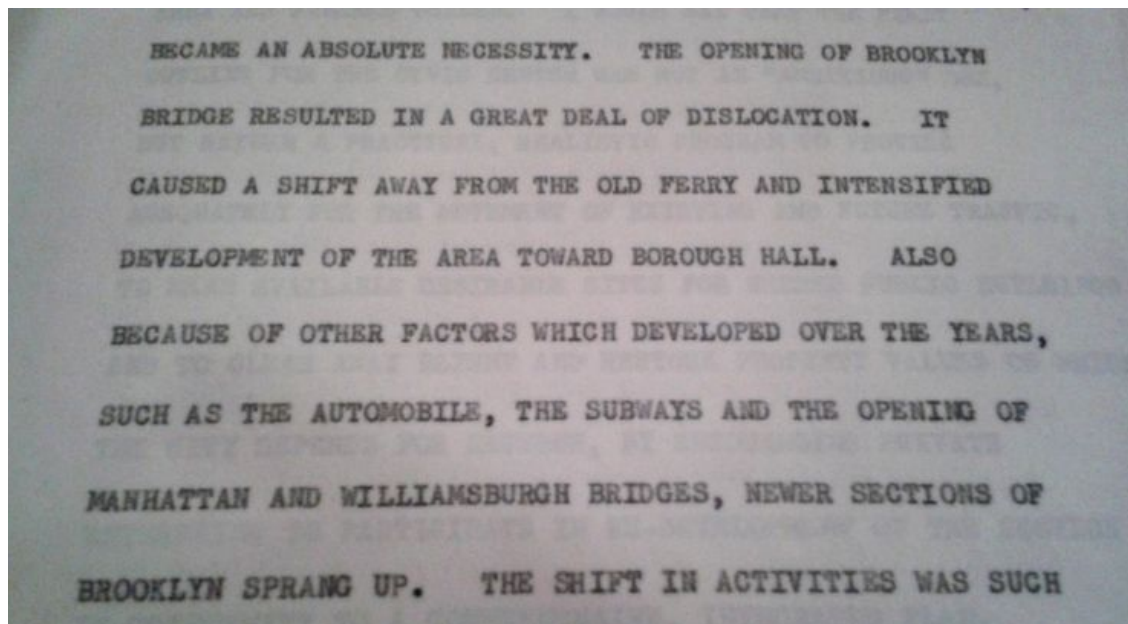 BECAME AN ABSOLUTE NECESSITY. THE OPENING OF BROOKLYN
BRIDGE RESULTED IN A GREAT DEAL OF DISLOCATION. IT
CAUSED A SHIFT AWAY FROM THE OLD FERRY AND INTENSIFIED
DEVELOPMENT OF THE AREA TOWARD BOROUGH HALL. ALSO
BECAUSE OF OTHER FACTORS WHICH DEVELOPED OVER THE YEARS,
SUCH AS THE AUTOMOBILE, THE SUBWAYS AND THE OPENING OF
MANHATTAN AND WILLIAMSBURGH BRIDGES, NEWER SECTIONS OF
BROOKLYN SPRANG UP. THE SHIFT IN ACTIVITIES WAS SUCH